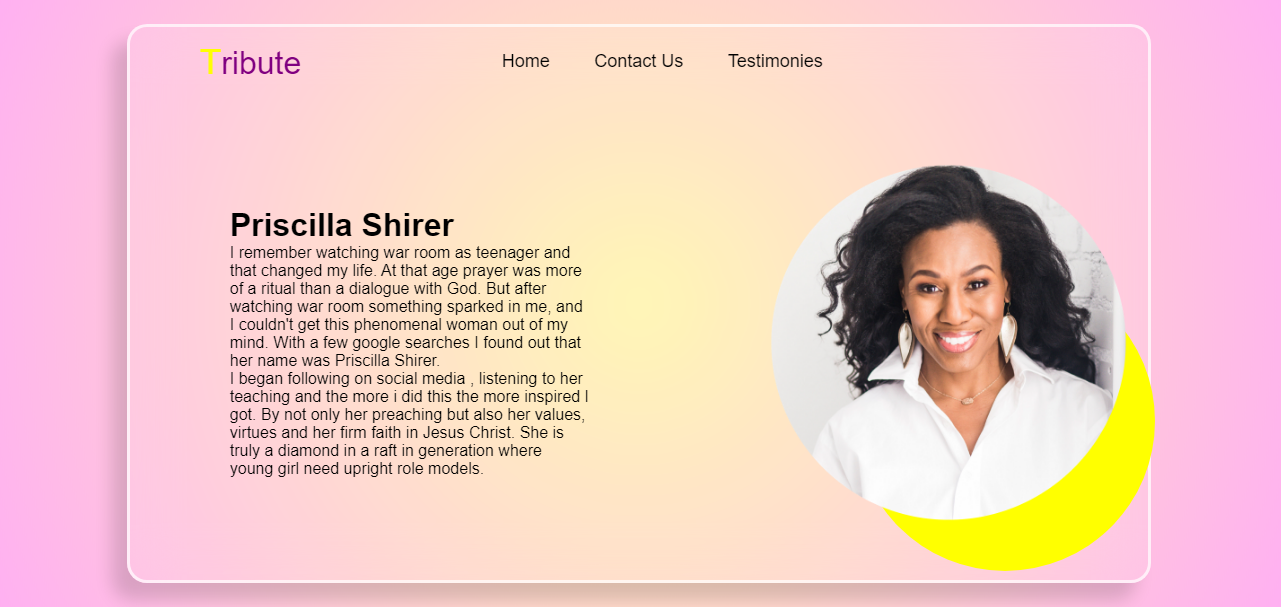 Tribute
Home
Contact Us
Testimonies
Priscilla Shirer
I remember watching war room as teenager and
that changed my life. At that age prayer was more
of a ritual than a dialogue with God. But after
watching war room something sparked in me, and
I couldn't get this phenomenal woman out of my
mind. With a few google searches I found out that
her name was Priscilla Shirer.
I began following on social media , listening to her
teaching and the more i did this the more inspired I
got. By not only her preaching but also her values,
virtues and her firm faith in Jesus Christ. She is
truly a diamond in a raft in generation where
young girl need upright role models.